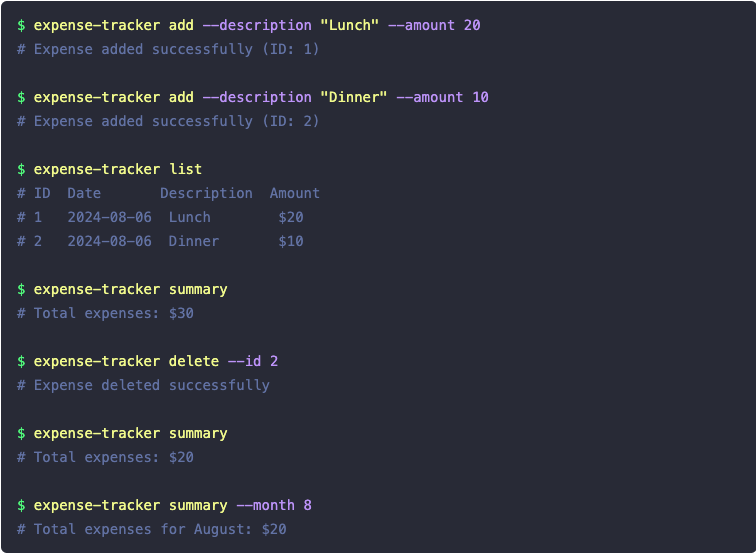 $ expense-tracker add --description "Lunch" --amount 20
# Expense added successfully (ID: 1)
$ expense-tracker add --description "Dinner" --amount 10
# Expense added successfully (ID: 2)
$ expense-tracker list
# ID  Date       Description  Amount
# 1   2024-08-06  Lunch        $20
# 2   2024-08-06  Dinner       $10
$ expense-tracker summary
# Total expenses: $30
$ expense-tracker delete --id 2
# Expense deleted successfully
$ expense-tracker summary
# Total expenses: $20
$ expense-tracker summary --month 8
# Total expenses for August: $20